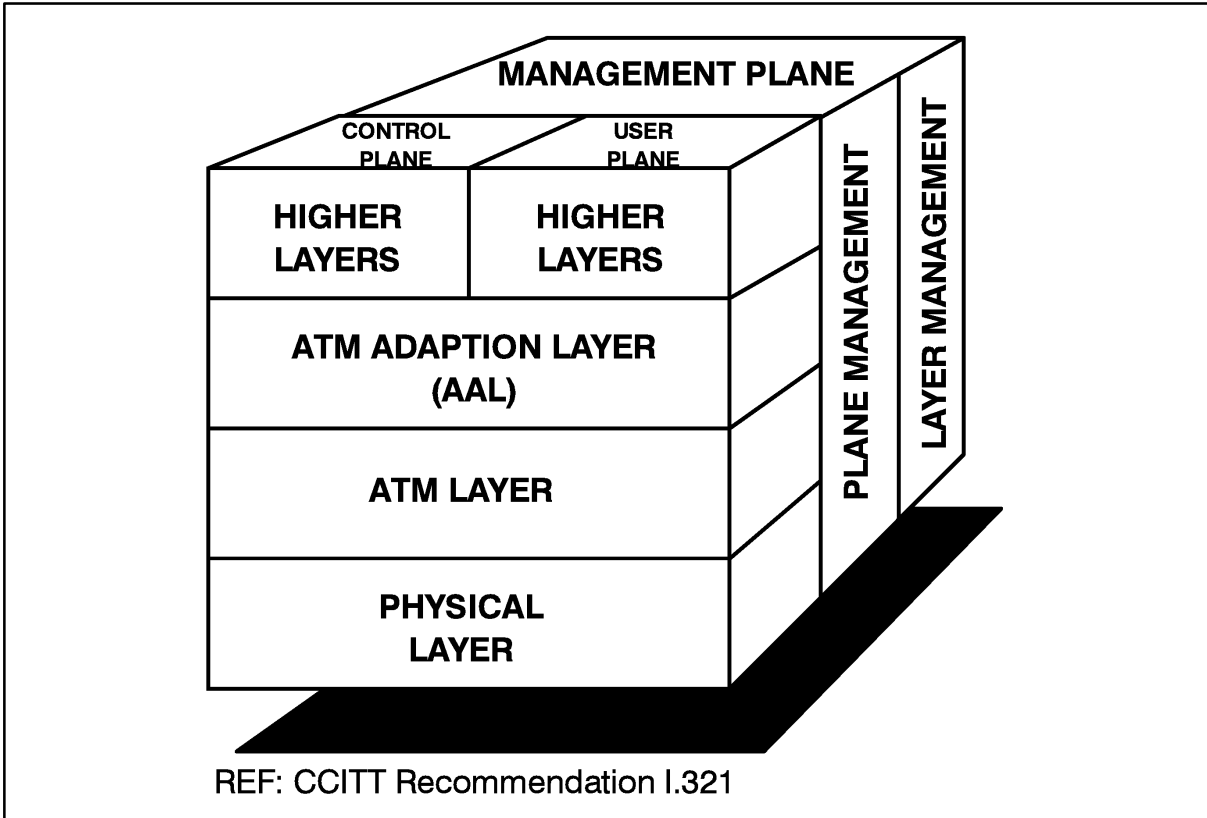 MANAGEMENT PLANE
CONTROL
PLANE
USER
PLANE
HIGHER
LAYERS
HIGHER
LAYERS
ATM ADAPTION LAYER
(AAL)
ATM LAYER
PHYSICAL
LAYER
PLANE MANAGEMENT
LAYER MANAGEMENT
REF: CCITT Recommendation I.321